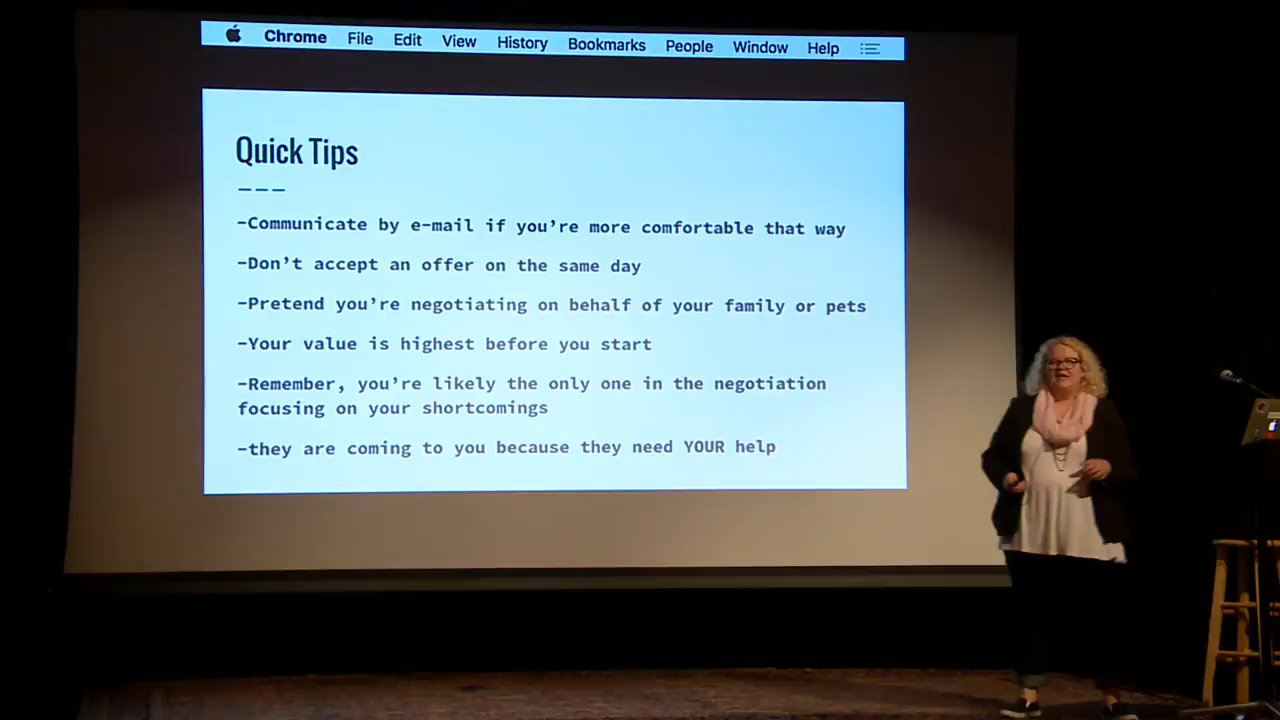 Chrome File Edit View History Bookmarks People Window Help
Quick Tips
---
-Communicate by e-mail if you're more comfortable that way
-Don't accept an offer on the same day
-Pretend you're negotiating on behalf of your family or pets
-Your value is highest before you start
-Remember, you're likely the only one in the negotiation
focusing on your shortcomings
-they are coming to you because they need YOUR help